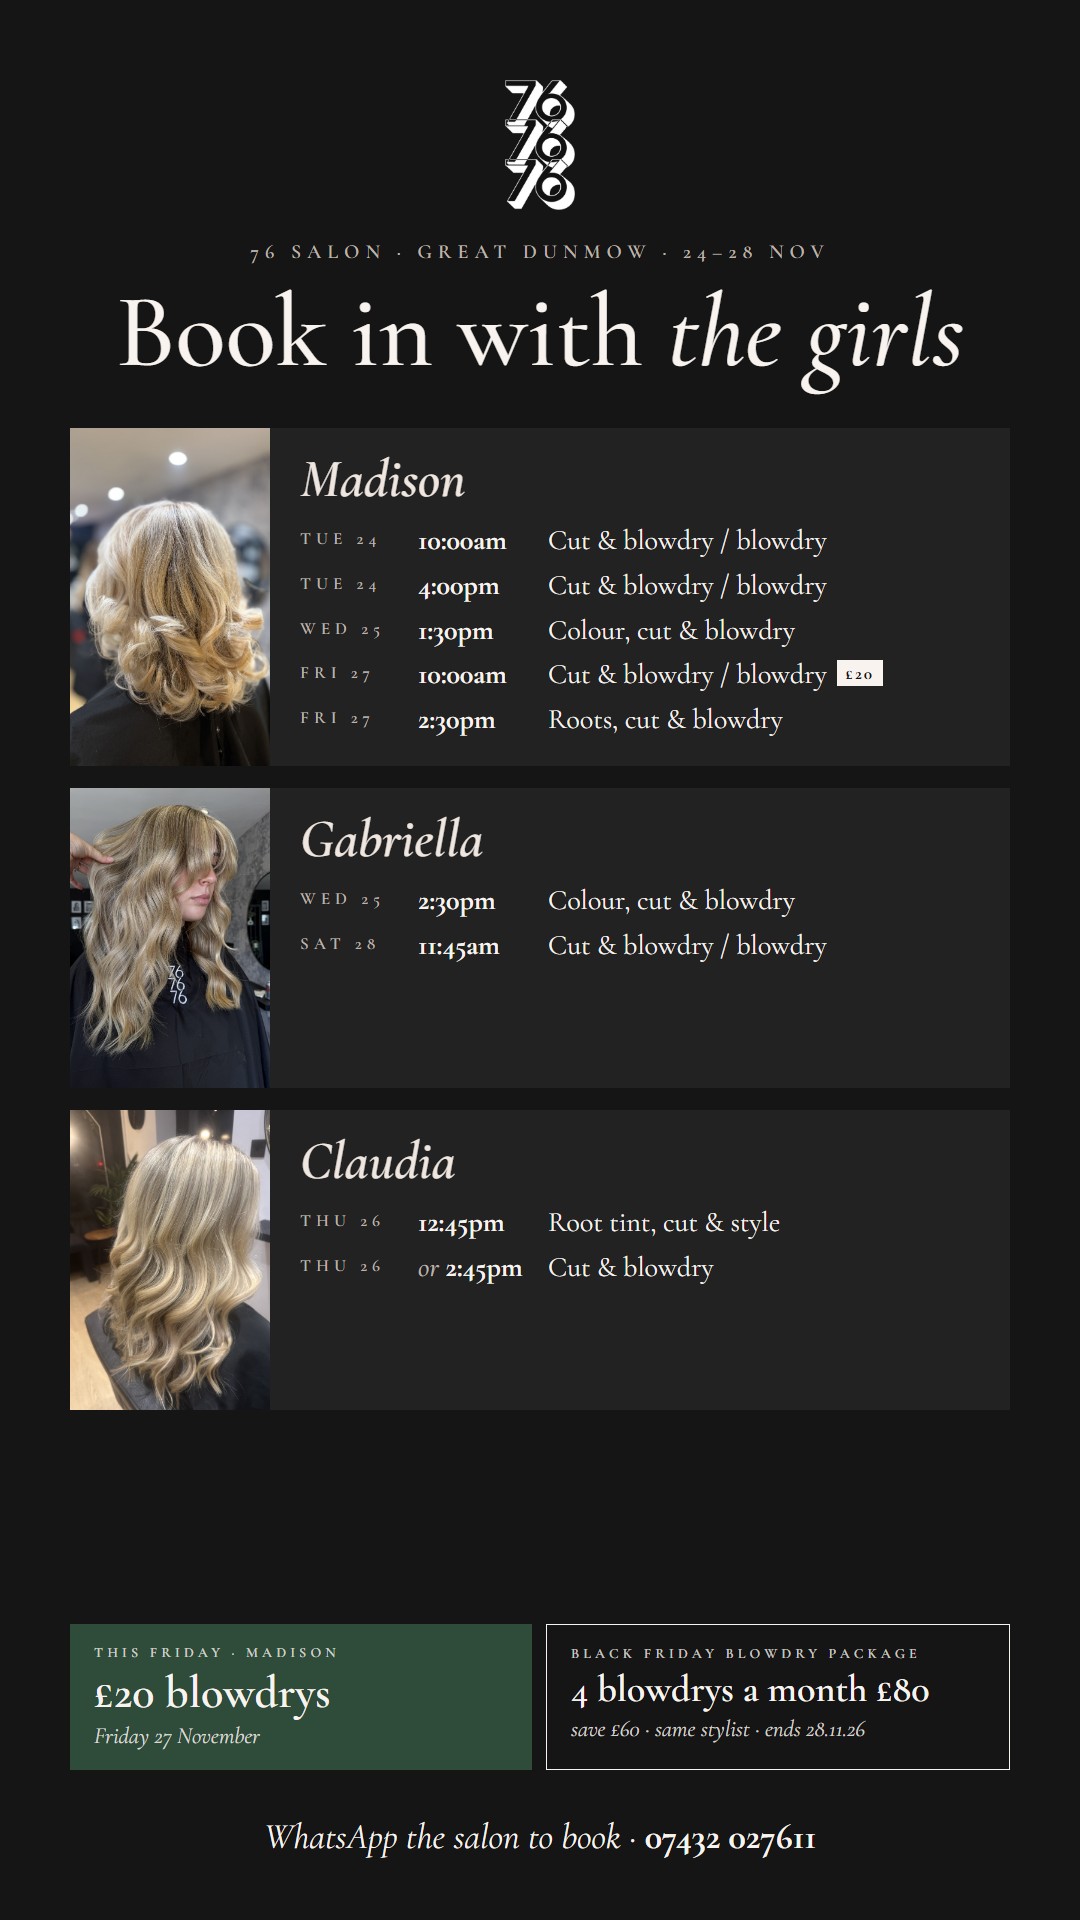 76
76
76
76 SALON · GREAT DUNMOW · 24–28 NOV
Book in with the girls
Madison
TUE 24 10:00am Cut & blowdry / blowdry
TUE 24 4:00pm Cut & blowdry / blowdry
WED 25 1:30pm Colour, cut & blowdry
FRI 27 10:00am Cut & blowdry / blowdry £20
FRI 27 2:30pm Roots, cut & blowdry
Gabriella
WED 25 2:30pm Colour, cut & blowdry
SAT 28 11:45am Cut & blowdry / blowdry
76
76
76
Claudia
THU 26 12:45pm Root tint, cut & style
THU 26 or 2:45pm Cut & blowdry
THIS FRIDAY · MADISON
£20 blowdrys
Friday 27 November
BLACK FRIDAY BLOWDRY PACKAGE
4 blowdrys a month £80
save £60 · same stylist · ends 28.11.26
WhatsApp the salon to book · 07432 027611